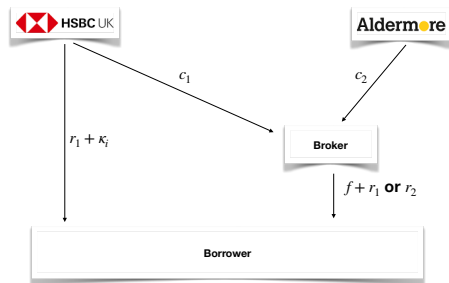 HSBC UK
Aldermore
c₁
c₂
r₁ + κᵢ
Broker
f + r₁ or r₂
Borrower